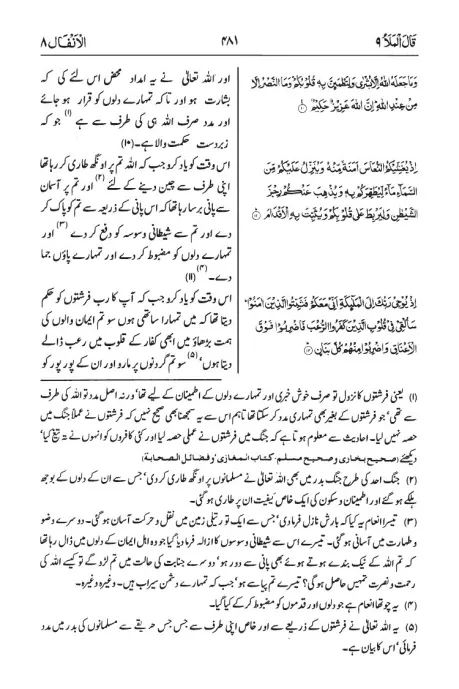 قَالَ الْمَلَأُ ٩
٤٨١
الْأَنْفَال ٨
وَمَا جَعَلَهُ اللّٰهُ اِلَّا بُشْرٰى وَلِتَطْمَئِنَّ بِهٖ قُلُوْبُكُمْ وَمَا النَّصْرُ اِلَّا
مِنْ عِنْدِ اللّٰهِ اِنَّ اللّٰهَ عَزِيْزٌ حَكِيْمٌ ۝
اِذْ يُغَشِّيْكُمُ النُّعَاسَ اَمَنَةً مِّنْهُ وَيُنَزِّلُ عَلَيْكُمْ مِّنَ
السَّمَآءِ مَآءً لِّيُطَهِّرَكُمْ بِهٖ وَيُذْهِبَ عَنْكُمْ رِجْزَ
الشَّيْطٰنِ وَلِيَرْبِطَ عَلٰى قُلُوْبِكُمْ وَيُثَبِّتَ بِهِ الْاَقْدَامَ ۝
اِذْ يُوْحِيْ رَبُّكَ اِلَى الْمَلٰٓئِكَةِ اَنِّيْ مَعَكُمْ فَثَبِّتُوا الَّذِيْنَ اٰمَنُوْا
سَاُلْقِيْ فِيْ قُلُوْبِ الَّذِيْنَ كَفَرُوا الرُّعْبَ فَاضْرِبُوْا فَوْقَ
الْاَعْنَاقِ وَاضْرِبُوْا مِنْهُمْ كُلَّ بَنَانٍ ۝
اور اللہ تعالیٰ نے یہ امداد محض اس لئے کی کہ
بشارت ہو اور تاکہ تمہارے دلوں کو قرار ہو جائے
اور مدد صرف اللہ ہی کی طرف سے ہے (۱) جو کہ
زبردست حکمت والا ہے۔ (۱۰)
اس وقت کو یاد کرو جب کہ اللہ تم پر اونگھ طاری کر رہا تھا
اپنی طرف سے چین دینے کے لئے (۲) اور تم پر آسمان
سے پانی برسا رہا تھا کہ اس پانی کے ذریعہ سے تم کو پاک کر
دے اور تم سے شیطانی وسوسہ کو دفع کر دے (۳) اور
تمہارے دلوں کو مضبوط کر دے اور تمہارے پاؤں جما
دے۔ (۴) (۱۱)
اس وقت کو یاد کرو جب کہ آپ کا رب فرشتوں کو حکم
دیتا تھا کہ میں تمہارا ساتھی ہوں سو تم ایمان والوں کی
ہمت بڑھاؤ میں ابھی کفار کے قلوب میں رعب ڈالے
دیتا ہوں، (۵) سو تم گردنوں پر مارو اور ان کے پور پور کو
(۱) یعنی فرشتوں کا نزول تو صرف خوش خبری اور تمہارے دلوں کے اطمینان کے لیے تھا، ورنہ اصل مدد تو اللہ کی طرف
سے تھی، جو فرشتوں کے بغیر بھی تمہاری مدد کر سکتا تھا تاہم اس سے یہ سمجھنا بھی صحیح نہیں کہ فرشتوں نے عملاً جنگ میں
حصہ نہیں لیا۔ احادیث سے معلوم ہوتا ہے کہ جنگ میں فرشتوں نے عملی حصہ لیا اور کئی کافروں کو انہوں نے تہ تیغ کیا،
دیکھئے (صحیح بخاری و صحیح مسلم، کتاب المغازی، و فضائل الصحابة)
(۲) جنگ احد کی طرح جنگ بدر میں بھی اللہ تعالیٰ نے مسلمانوں پر اونگھ طاری کر دی، جس سے ان کے دلوں کے بوجھ
ہلکے ہو گئے اور اطمینان و سکون کی ایک خاص کیفیت ان پر طاری ہو گئی۔
(۳) تیسرا انعام یہ کیا کہ بارش نازل فرما دی، جس سے ایک تو ریتیلی زمین میں نقل و حرکت آسان ہو گئی۔ دوسرے وضو
و طہارت میں آسانی ہو گئی۔ تیسرے اس سے شیطانی وسوسوں کا ازالہ فرما دیا گیا جو وہ اہل ایمان کے دلوں میں ڈال رہا تھا
کہ تم اللہ کے نیک بندے ہوتے ہوئے بھی پانی سے دور ہو، دوسرے جنابت کی حالت میں تم لڑو گے تو کیسے اللہ کی
رحمت و نصرت تمہیں حاصل ہو گی؟ تیسرے تم پیاسے ہو، جب کہ تمہارے دشمن سیراب ہیں۔ وغیرہ وغیرہ۔
(۴) یہ چوتھا انعام ہے جو دلوں اور قدموں کو مضبوط کر کے کیا گیا۔
(۵) یہ اللہ تعالیٰ نے فرشتوں کے ذریعے سے اور خاص اپنی طرف سے جس جس طریقے سے مسلمانوں کی بدر میں مدد
فرمائی، اس کا بیان ہے۔